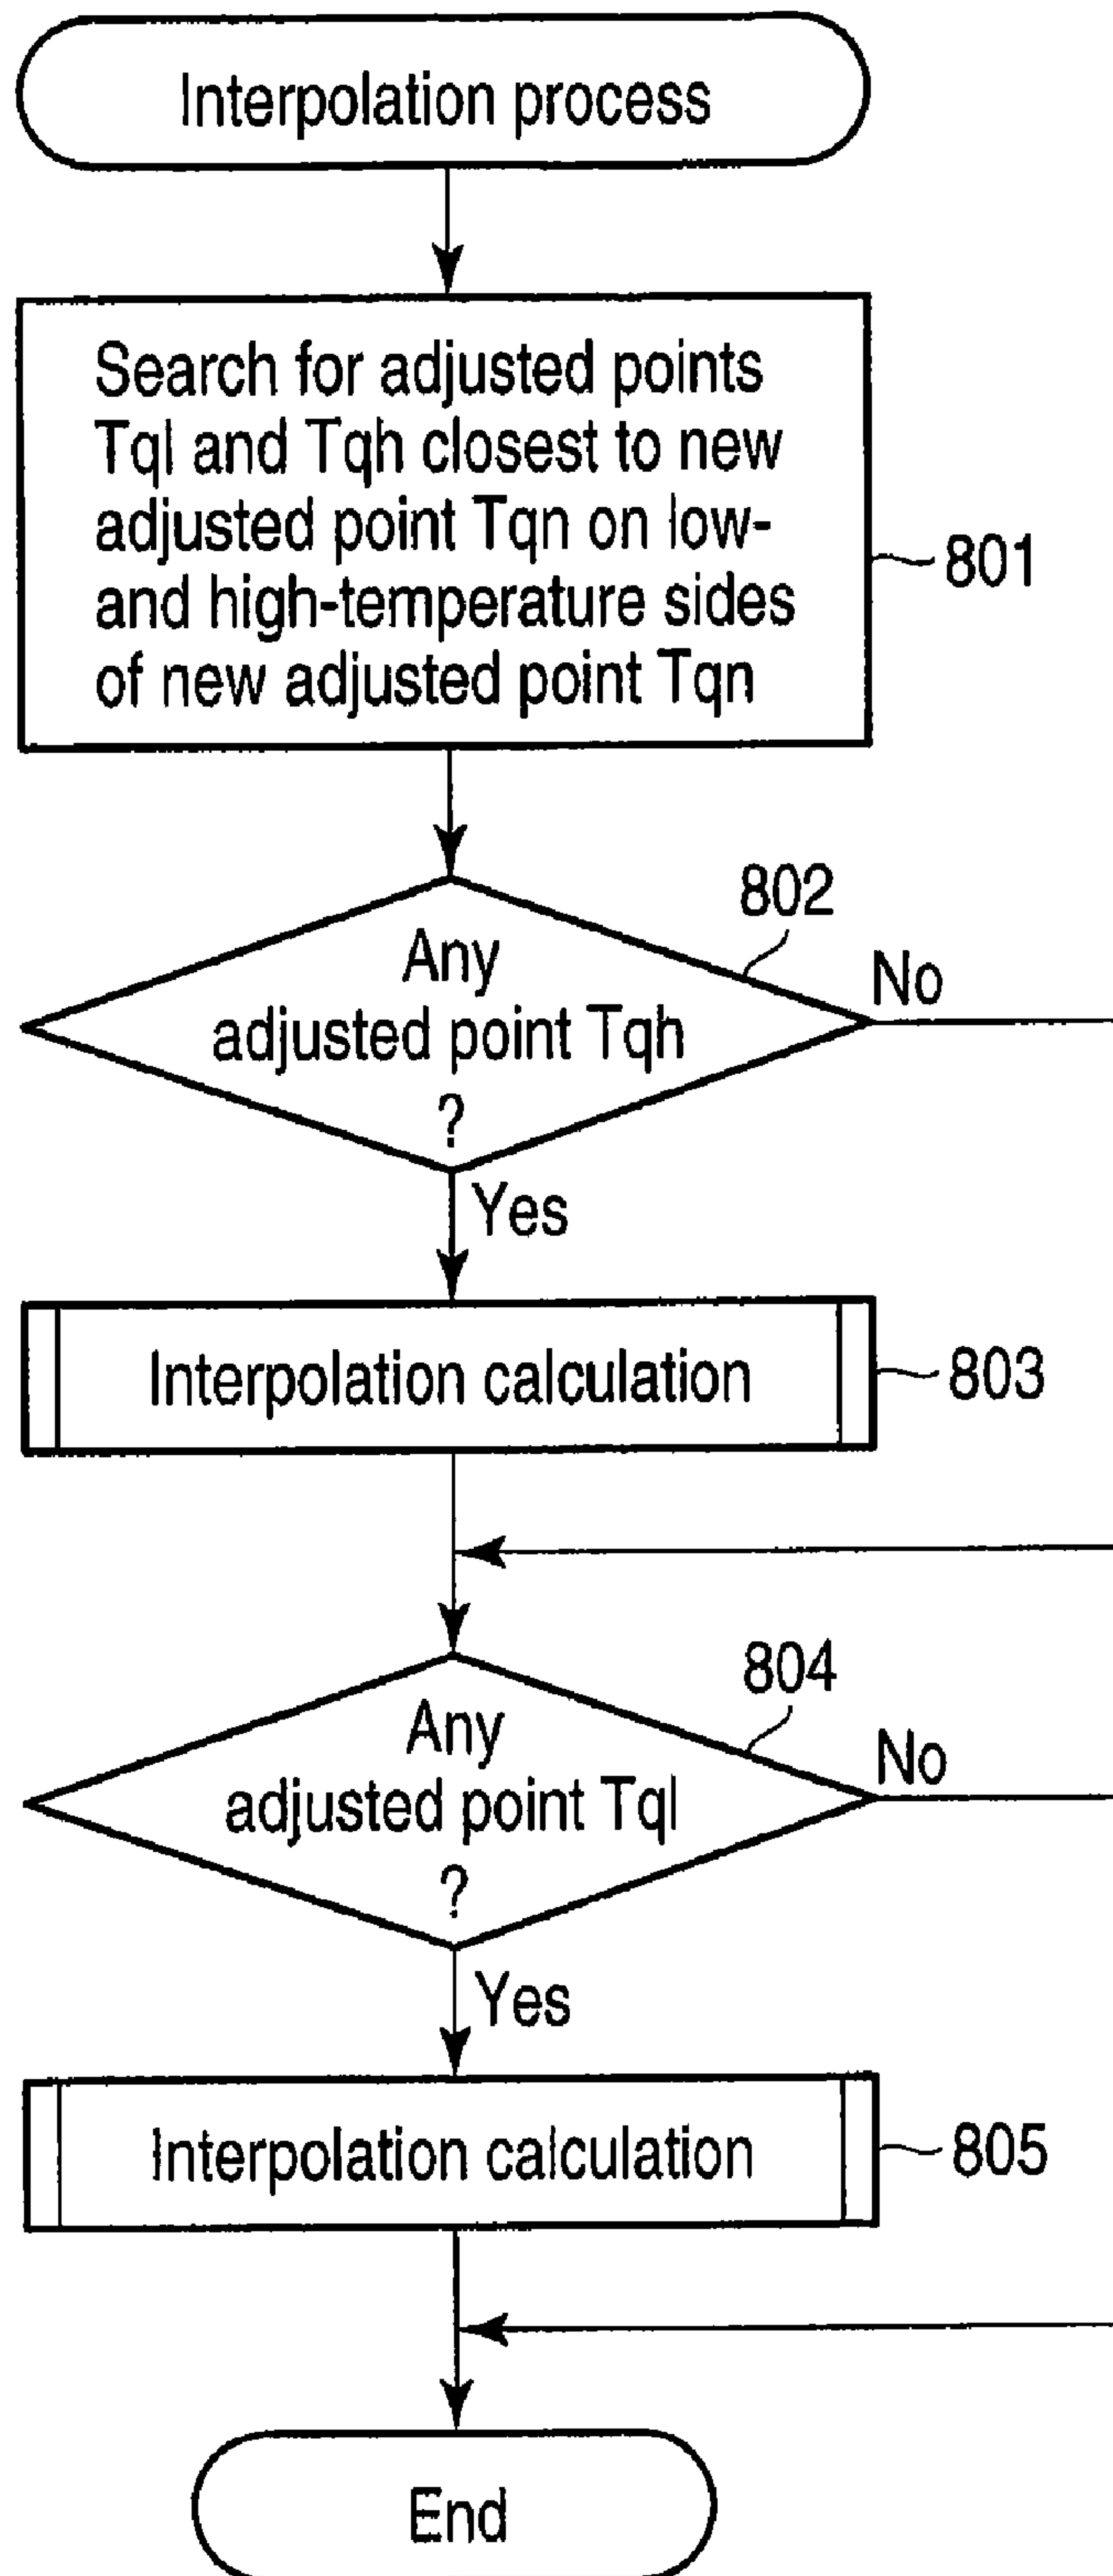 Interpolation process
Search for adjusted points
Tql and Tqh closest to new
adjusted point Tqn on low-
and high-temperature sides
of new adjusted point Tqn
801
802
Any
adjusted point Tqh
?
No
Yes
Interpolation calculation
803
804
Any
adjusted point Tql
?
No
Yes
Interpolation calculation
805
End